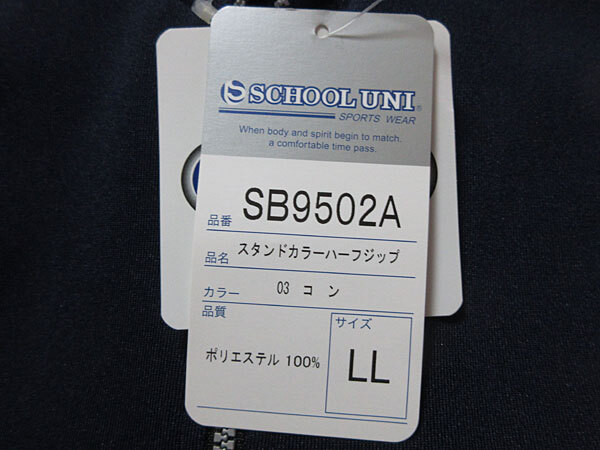 SCHOOL UNI®
SPORTS WEAR
When body and spirit begin to match.
a comfortable time pass.
品番 SB9502A
品名 スタンドカラーハーフジップ
カラー 03 コン
品質
サイズ
ポリエステル 100%
LL